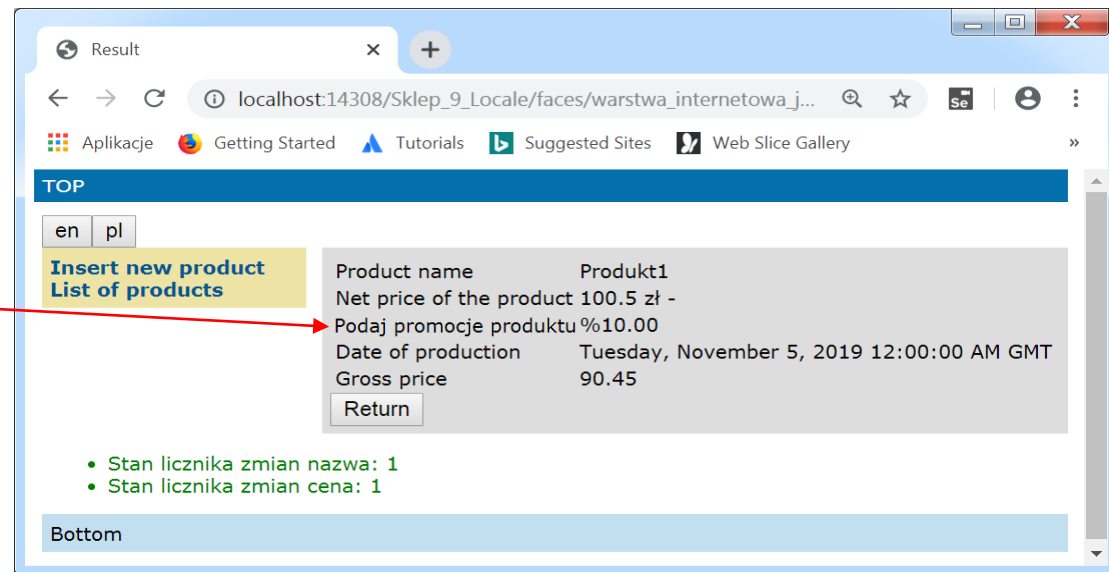 Result
localhost:14308/Sklep_9_Locale/faces/warstwa_internetowa_j...
Se
Aplikacje Getting Started Tutorials Suggested Sites Web Slice Gallery »
TOP
en pl
Insert new product
List of products
Product name Produkt1
Net price of the product 100.5 zł -
Podaj promocje produktu %10.00
Date of production Tuesday, November 5, 2019 12:00:00 AM GMT
Gross price 90.45
Return
• Stan licznika zmian nazwa: 1
• Stan licznika zmian cena: 1
Bottom